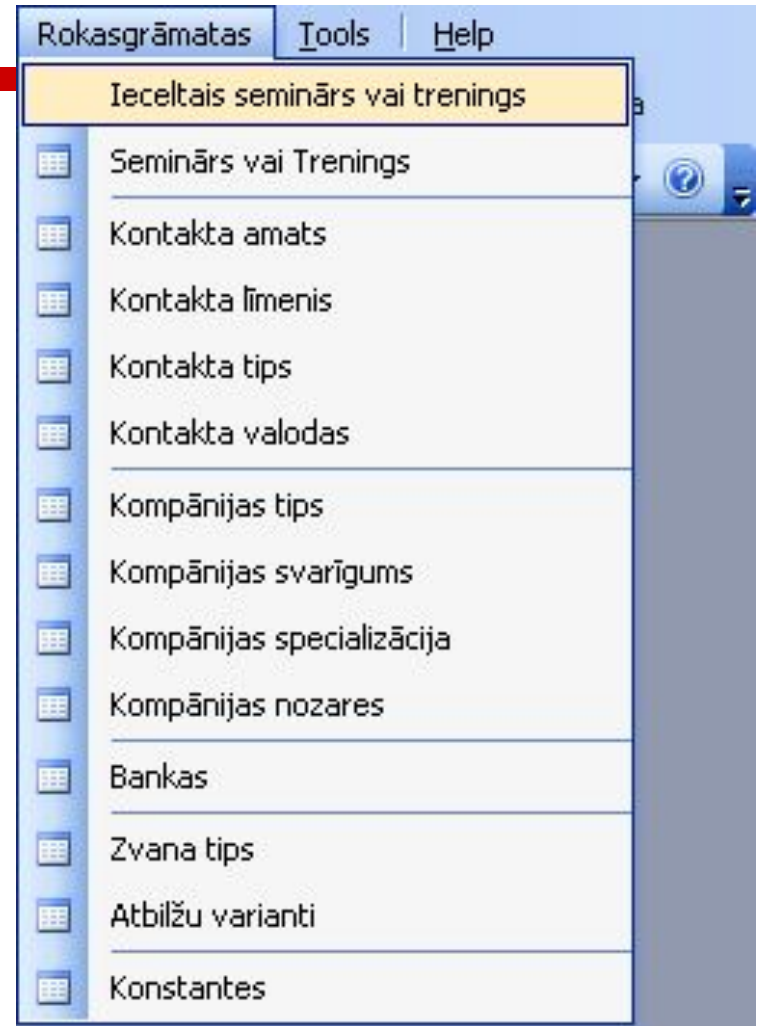 Rokasgrāmatas Tools Help
Ieceltais seminārs vai trenings
a
Seminārs vai Trenings
Kontakta amats
Kontakta līmenis
Kontakta tips
Kontakta valodas
Kompānijas tips
Kompānijas svarīgums
Kompānijas specializācija
Kompānijas nozares
Bankas
Zvana tips
Atbilžu varianti
Konstantes